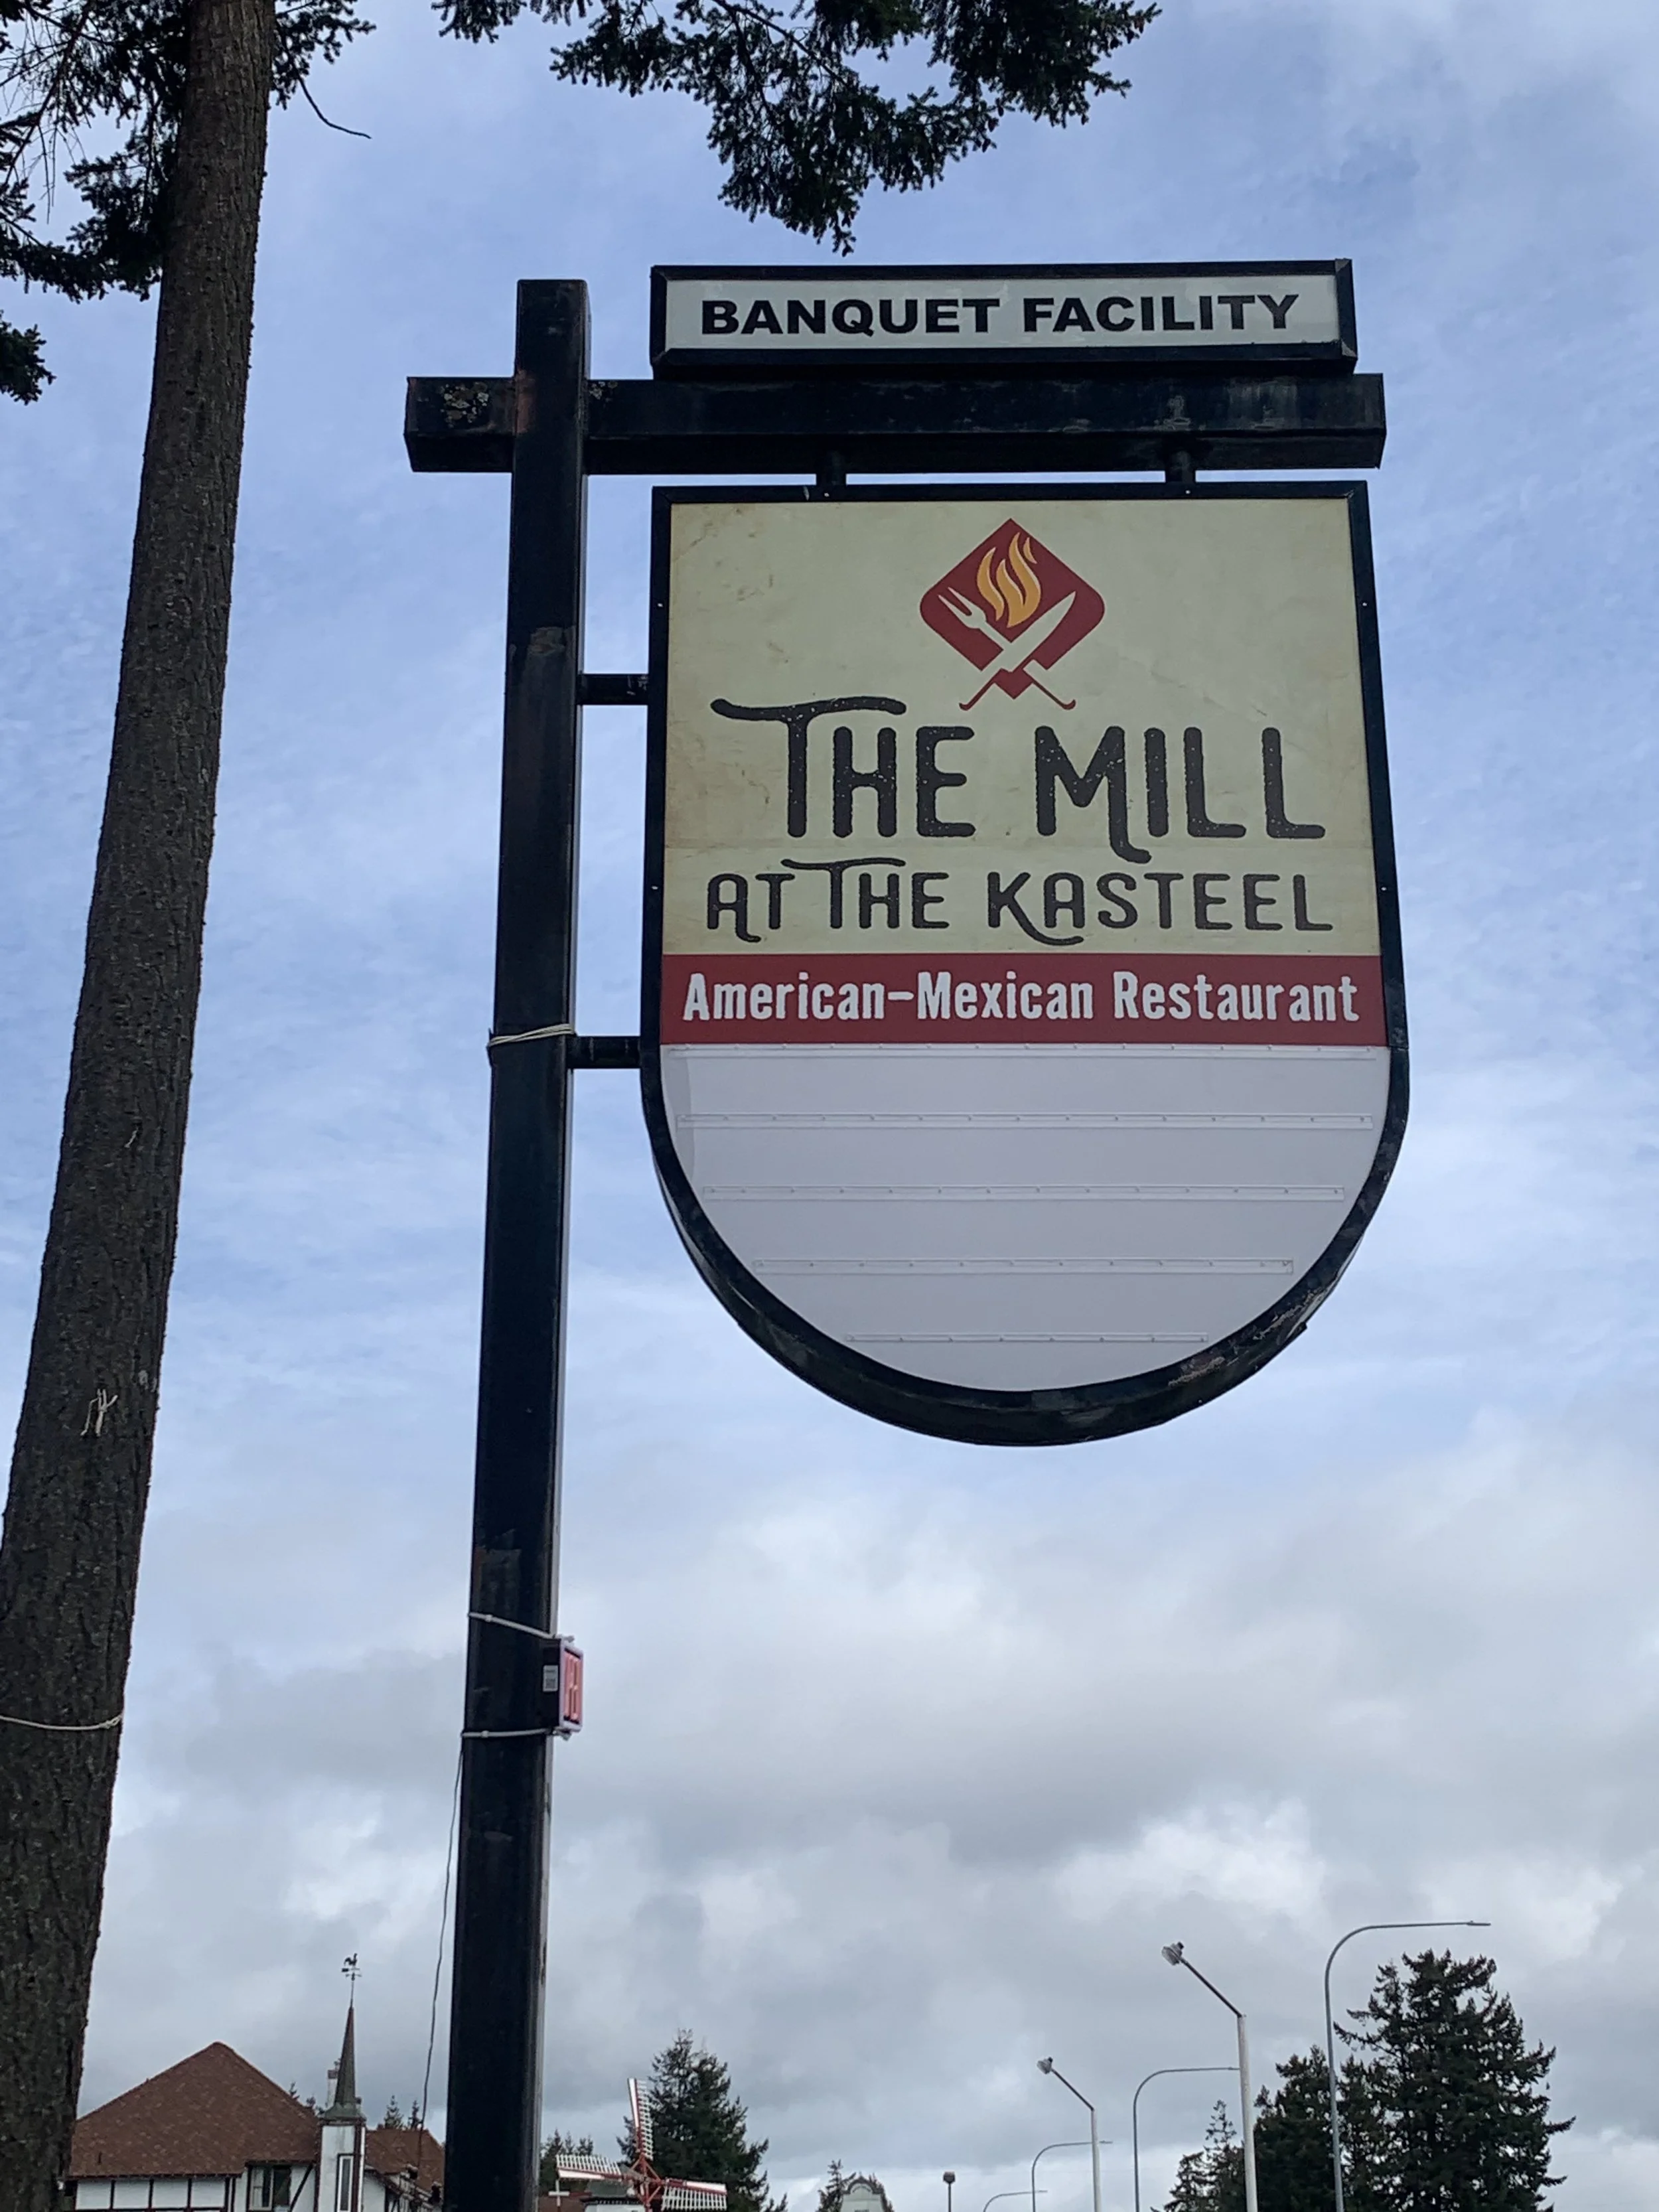 BANQUET FACILITY
THE MILL
AT THE KASTEEL
American-Mexican Restaurant